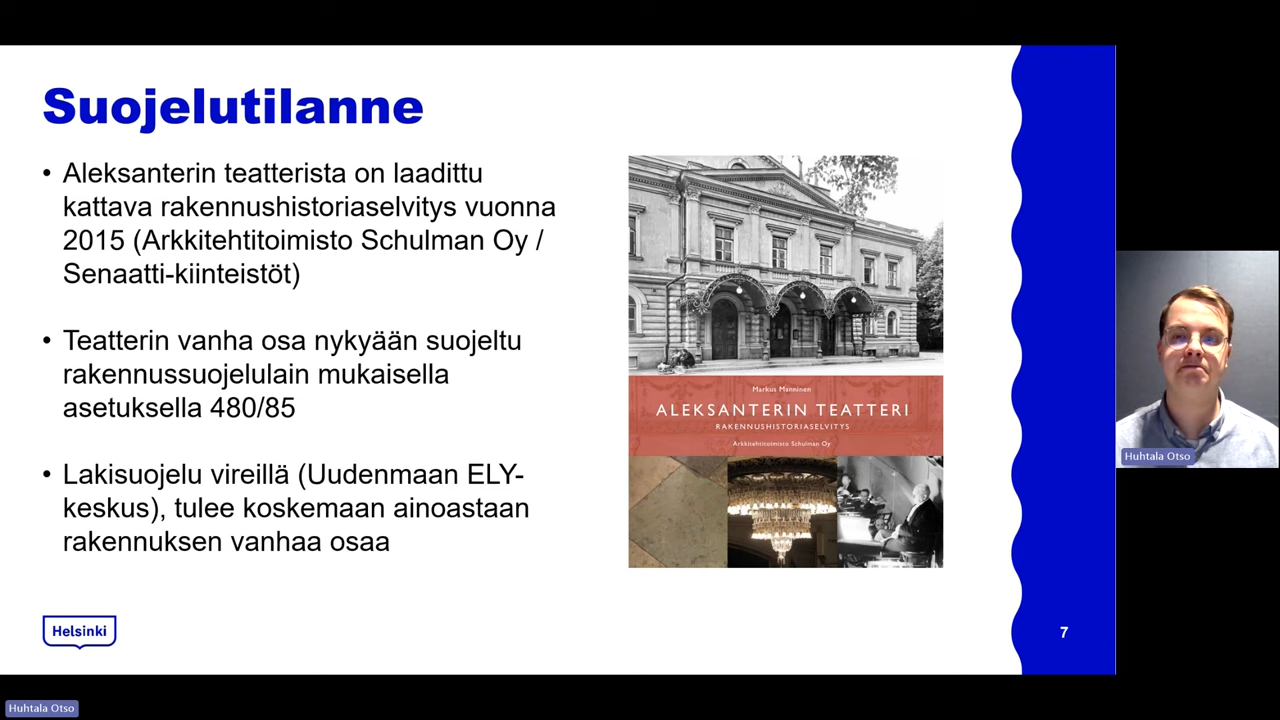 Suojelutilanne
• Aleksanterin teatterista on laadittu
kattava rakennushistoriaselvitys vuonna
2015 (Arkkitehtitoimisto Schulman Oy /
Senaatti-kiinteistöt)
• Teatterin vanha osa nykyään suojeltu
rakennussuojelulain mukaisella
asetuksella 480/85
• Lakisuojelu vireillä (Uudenmaan ELY-
keskus), tulee koskemaan ainoastaan
rakennuksen vanhaa osaa
Markus Manninen
ALEKSANTERIN TEATTERI
RAKENNUSHISTORIASELVITYS
Arkkitehtitoimisto Schulman Oy
Helsinki
7
Huhtala Otso
Huhtala Otso